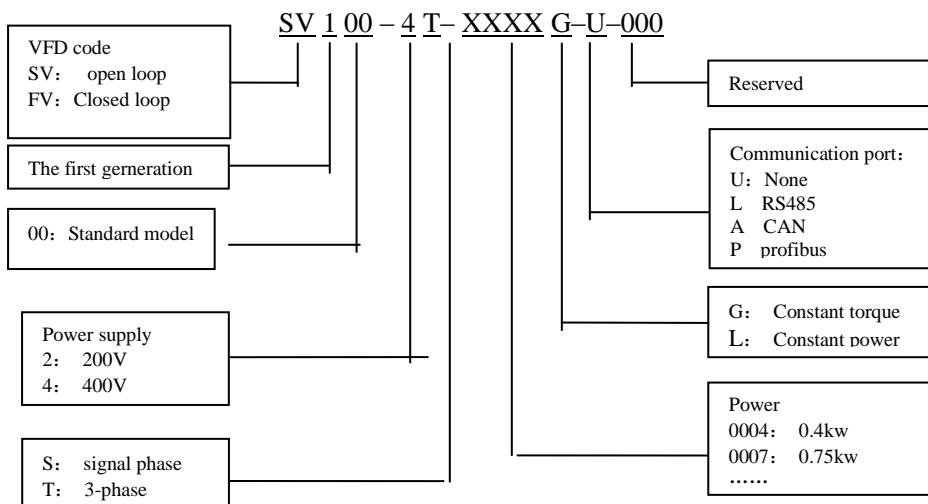 SV 1 00 – 4 T– XXXX G–U–000
VFD code
SV： open loop
FV：Closed loop
The first gerneration
00：Standard model
Power supply
2： 200V
4： 400V
S： signal phase
T： 3-phase
Reserved
Communication port：
U：None
L RS485
A CAN
P profibus
G： Constant torque
L： Constant power
Power
0004： 0.4kw
0007： 0.75kw
……